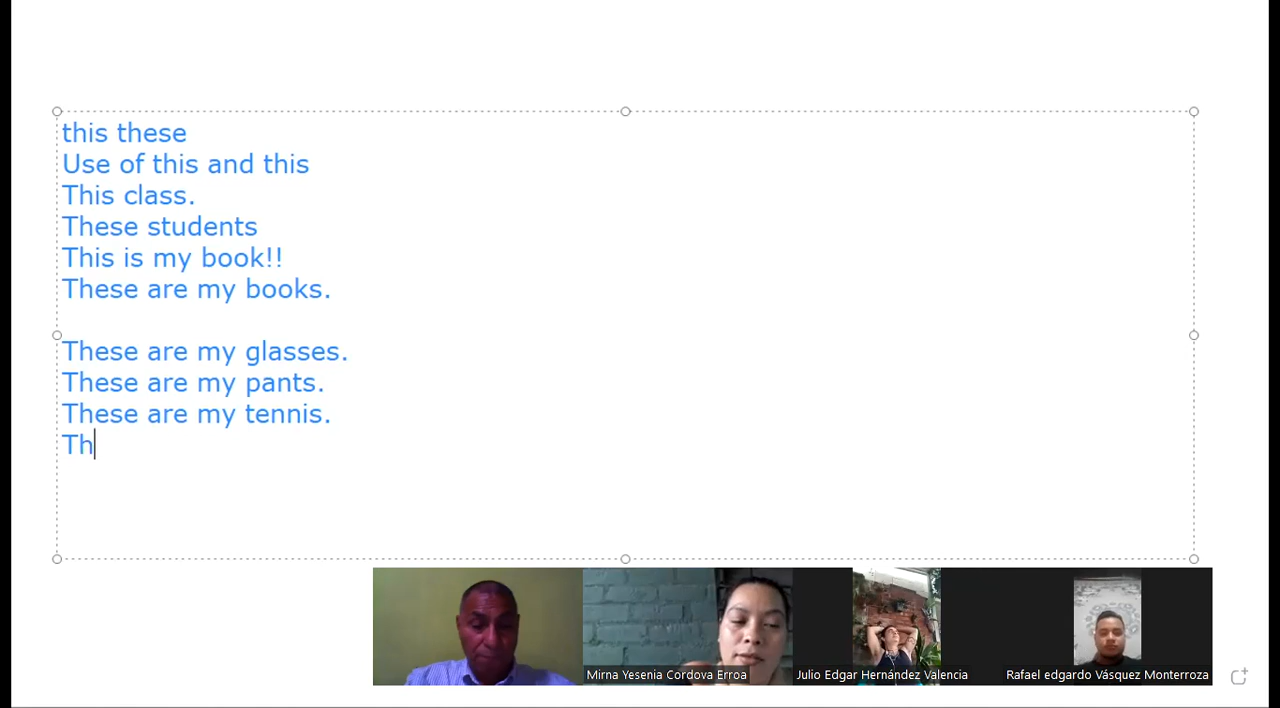 this these
Use of this and this
This class.
These students
This is my book!!
These are my books.
These are my glasses.
These are my pants.
These are my tennis.
Th
Mirna Yesenia Cordova Erroa
Julio Edgar Hernández Valencia
Rafael edgardo Vásquez Monterroza